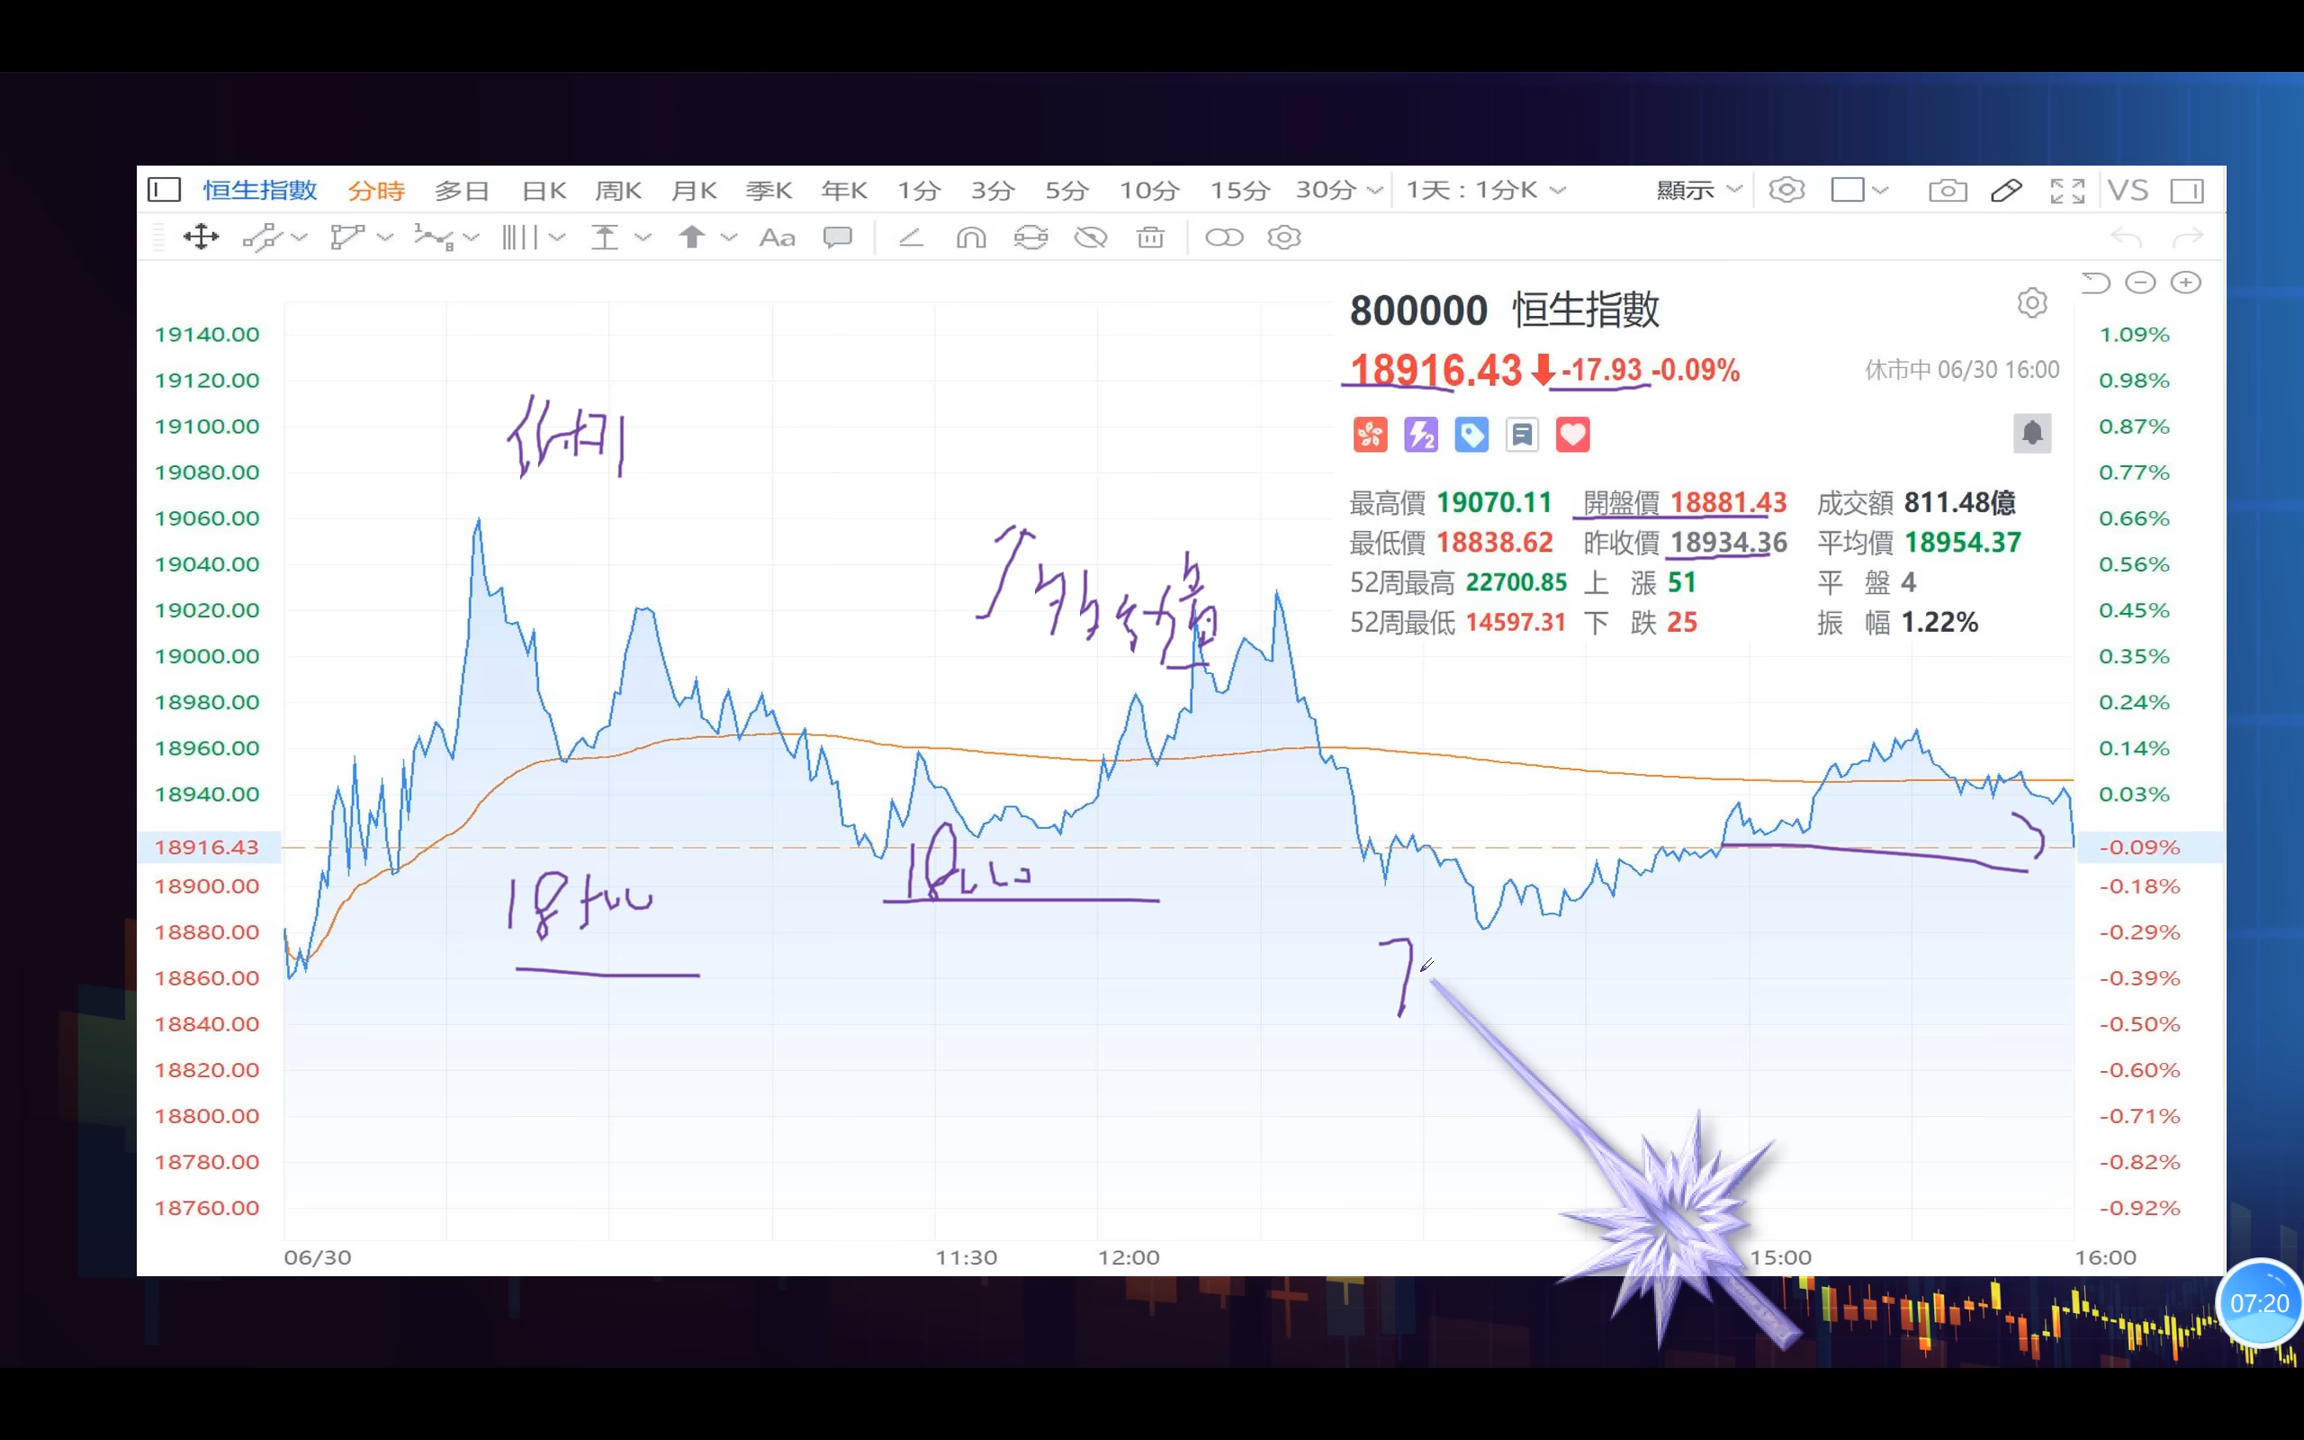 恒生指數 分時 多日 日K 周K 月K 季K 年K 1分 3分 5分 10分 15分 30分 1天 : 1分K 顯示 VS
Aa
800000 恒生指數
18916.43 -17.93 -0.09% 休市中 06/30 16:00
最高價 19070.11 開盤價 18881.43 成交額 811.48億
最低價 18838.62 昨收價 18934.36 平均價 18954.37
52周最高 22700.85 上 漲 51 平 盤 4
52周最低 14597.31 下 跌 25 振 幅 1.22%
19140.00 1.09%
19120.00 0.98%
19100.00 0.87%
19080.00 0.77%
19060.00 0.66%
19040.00 0.56%
19020.00 0.45%
19000.00 0.35%
18980.00 0.24%
18960.00 0.14%
18940.00 0.03%
18916.43 -0.09%
18900.00 -0.18%
18880.00 -0.29%
18860.00 -0.39%
18840.00 -0.50%
18820.00 -0.60%
18800.00 -0.71%
18780.00 -0.82%
18760.00 -0.92%
06/30 11:30 12:00 15:00 16:00
07:20